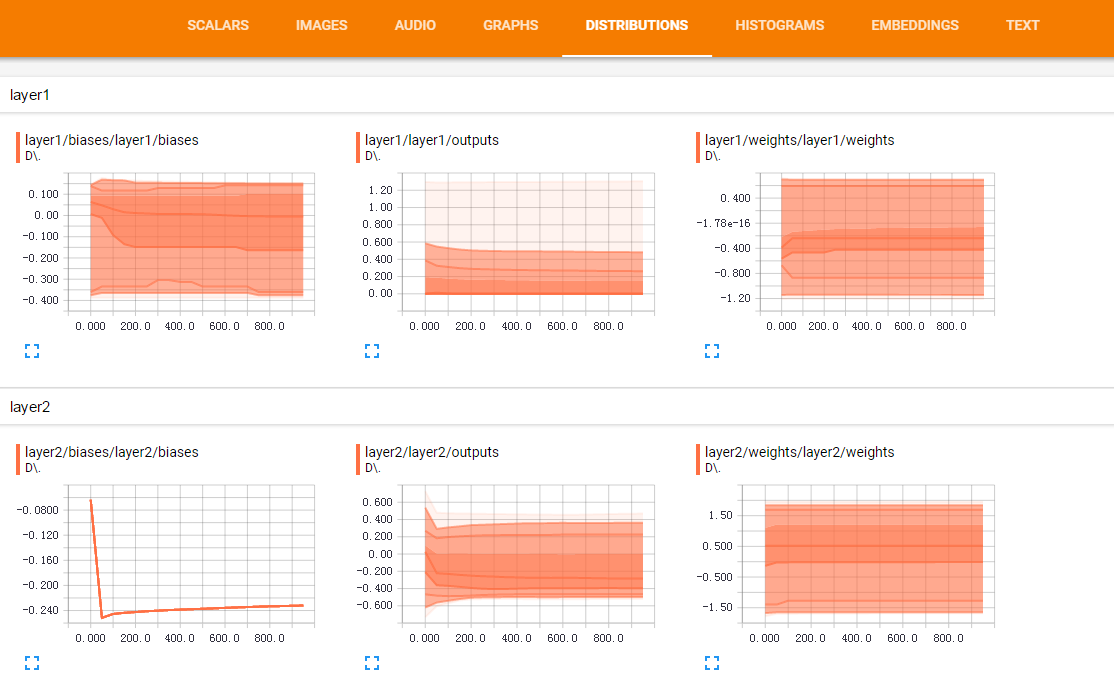 SCALARS IMAGES AUDIO GRAPHS DISTRIBUTIONS HISTOGRAMS EMBEDDINGS TEXT
layer1
layer1/biases/layer1/biases
D\.
0.100
0.00
-0.100
-0.200
-0.300
-0.400
0.000 200.0 400.0 600.0 800.0
layer1/layer1/outputs
D\.
1.20
1.00
0.800
0.600
0.400
0.200
0.00
0.000 200.0 400.0 600.0 800.0
layer1/weights/layer1/weights
D\.
0.400
-1.78e-16
-0.400
-0.800
-1.20
0.000 200.0 400.0 600.0 800.0
layer2
layer2/biases/layer2/biases
D\.
-0.0800
-0.120
-0.160
-0.200
-0.240
0.000 200.0 400.0 600.0 800.0
layer2/layer2/outputs
D\.
0.600
0.400
0.200
0.00
-0.200
-0.400
-0.600
0.000 200.0 400.0 600.0 800.0
layer2/weights/layer2/weights
D\.
1.50
0.500
-0.500
-1.50
0.000 200.0 400.0 600.0 800.0